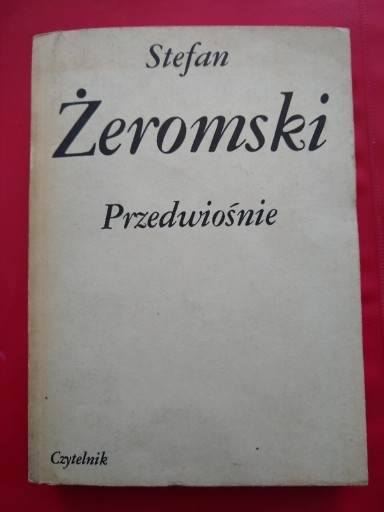 Stefan
Żeromski
Przedwiośnie
Czytelnik